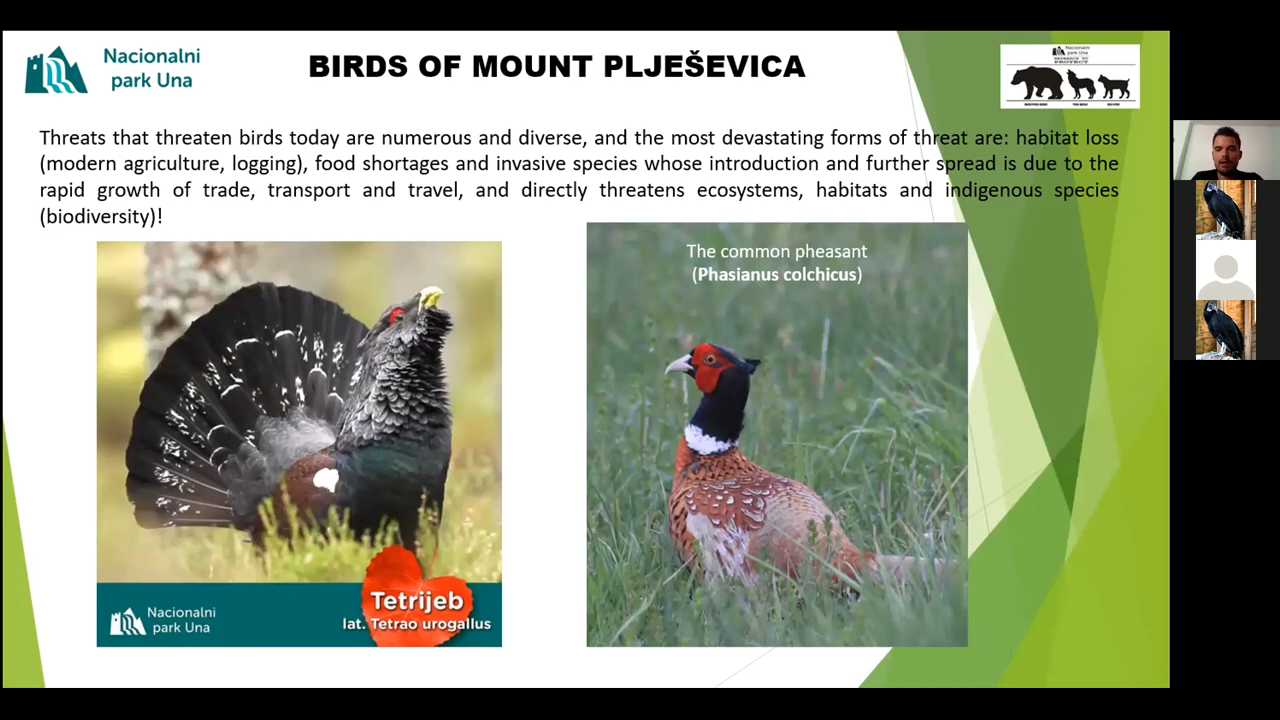 Nacionalni
park Una
BIRDS OF MOUNT PLJEŠEVICA
Nacionalni
park Una
Threats that threaten birds today are numerous and diverse, and the most devastating forms of threat are: habitat loss
(modern agriculture, logging), food shortages and invasive species whose introduction and further spread is due to the
rapid growth of trade, transport and travel, and directly threatens ecosystems, habitats and indigenous species
(biodiversity)!
The common pheasant
(Phasianus colchicus)
Nacionalni
park Una
Tetrijeb
lat. Tetrao urogallus